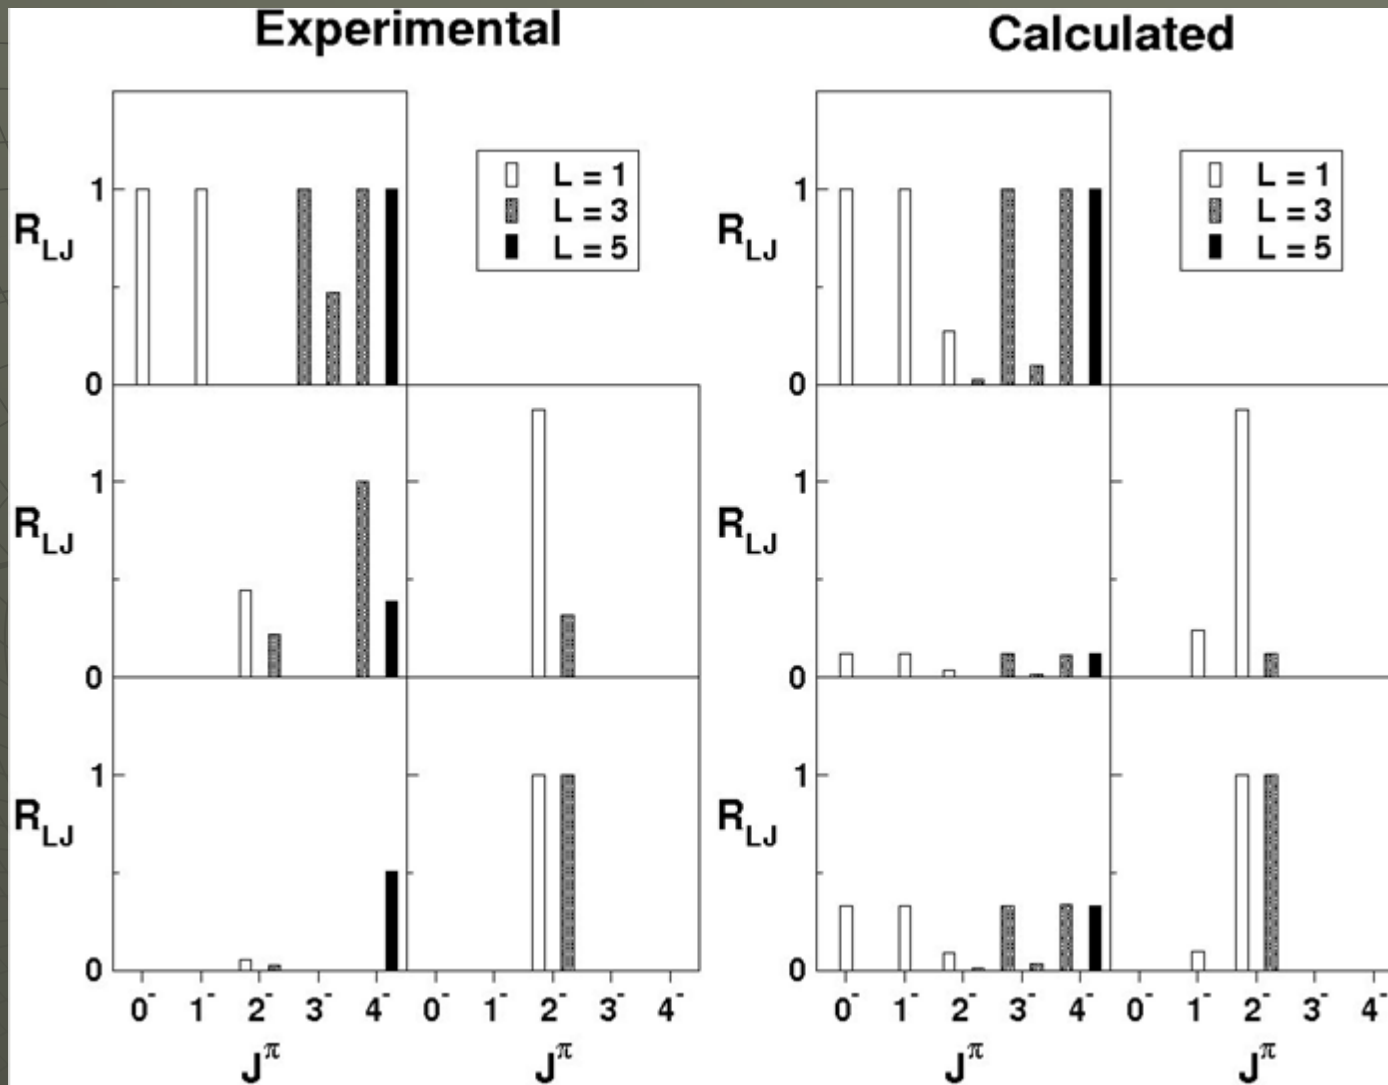 Experimental
Calculated
L = 1
L = 3
L = 5
1
R_LJ
0
L = 1
L = 3
L = 5
1
R_LJ
0
1
R_LJ
0
1
R_LJ
0
1
R_LJ
0
1
R_LJ
0
0⁻ 1⁻ 2⁻ 3⁻ 4⁻ 0⁻ 1⁻ 2⁻ 3⁻ 4⁻
J^π J^π
0⁻ 1⁻ 2⁻ 3⁻ 4⁻ 0⁻ 1⁻ 2⁻ 3⁻ 4⁻
J^π J^π